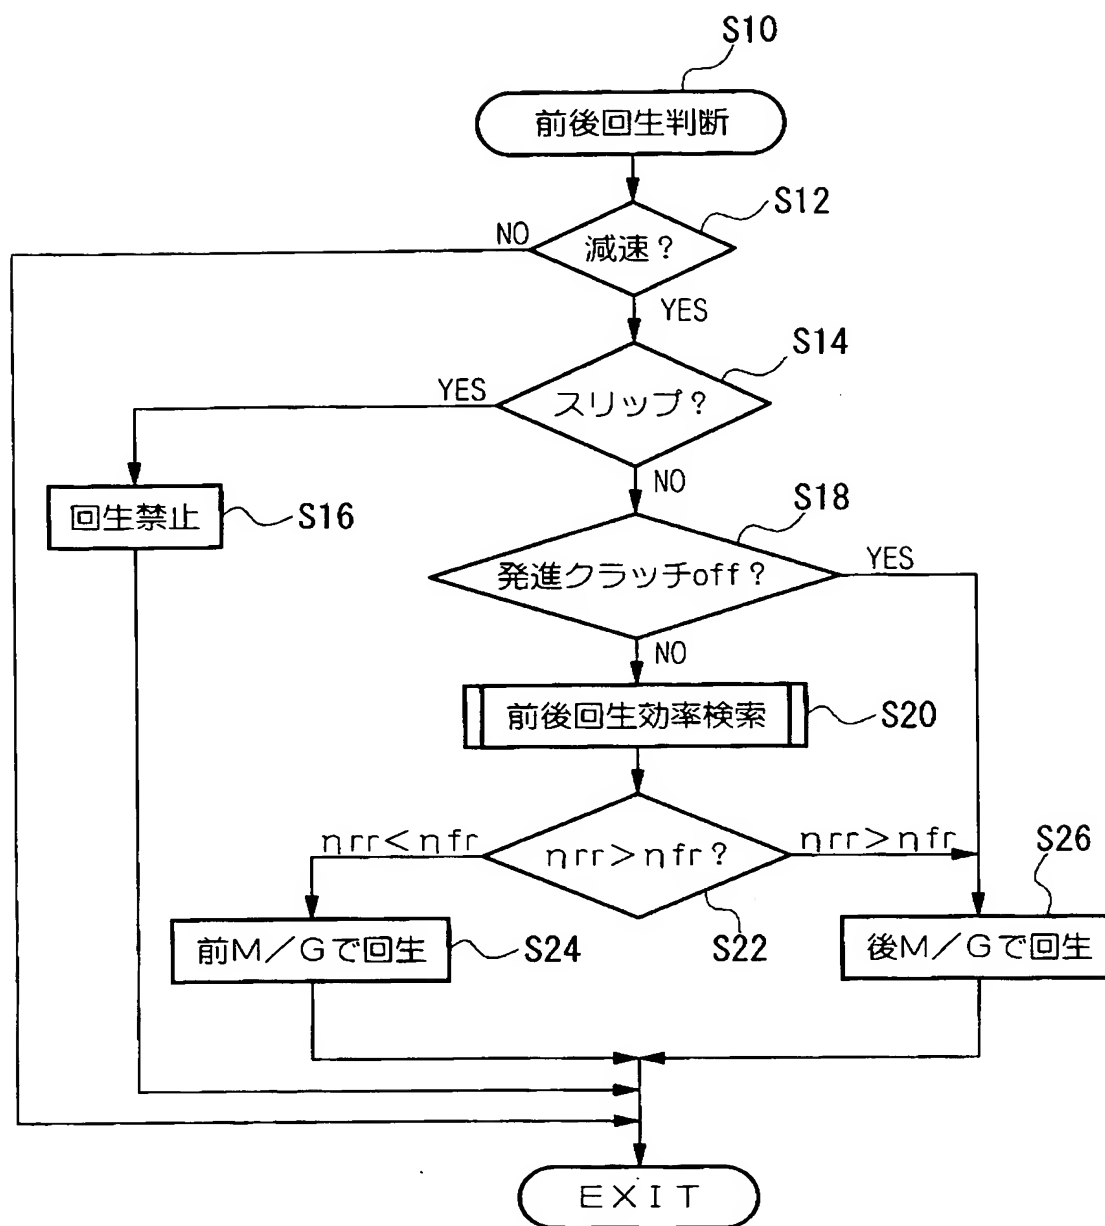 S10
前後回生判断
S12
NO
減速?
YES
S14
YES
スリップ?
NO
回生禁止
S16
S18
発進クラッチoff?
YES
NO
前後回生効率検索
S20
ηrr<ηfr
ηrr>ηfr?
ηrr>ηfr
S26
前M/Gで回生
S24
S22
後M/Gで回生
EXIT